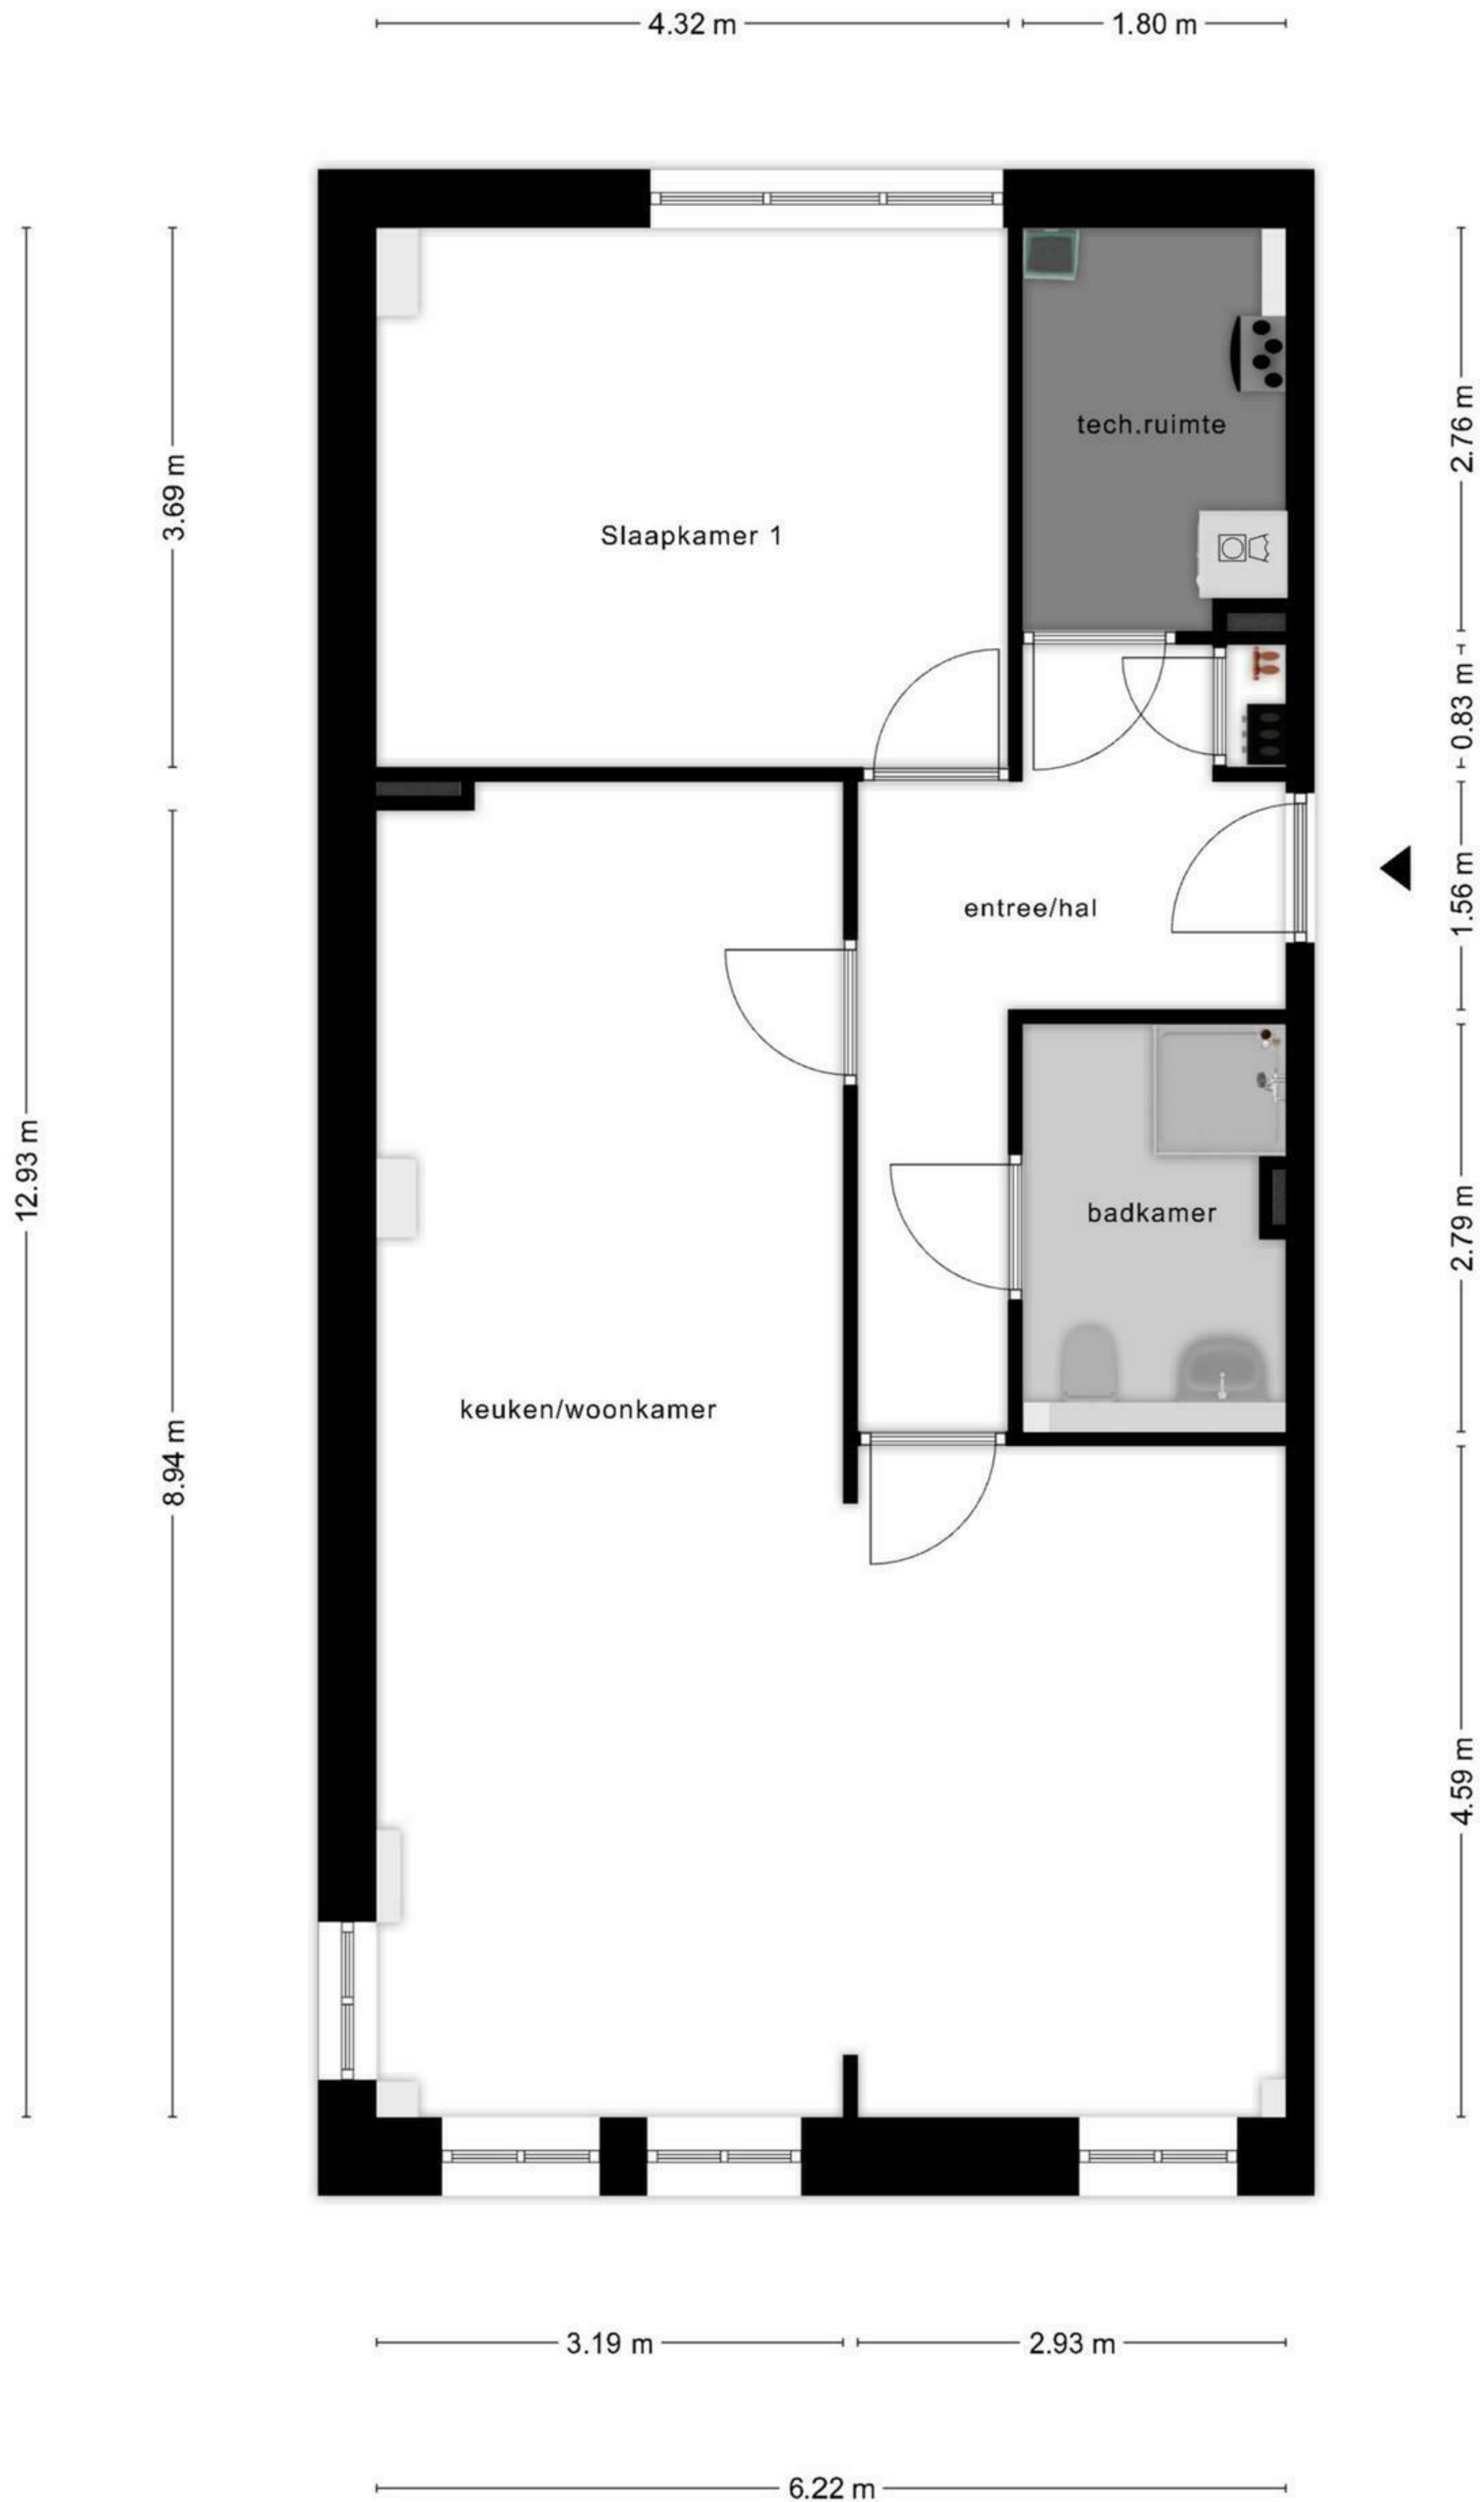 4.32 m
1.80 m
2.76 m
tech.ruimte
3.69 m
Slaapkamer 1
0.83 m
1.56 m
entree/hal
12.93 m
badkamer
2.79 m
keuken/woonkamer
8.94 m
4.59 m
3.19 m
2.93 m
6.22 m